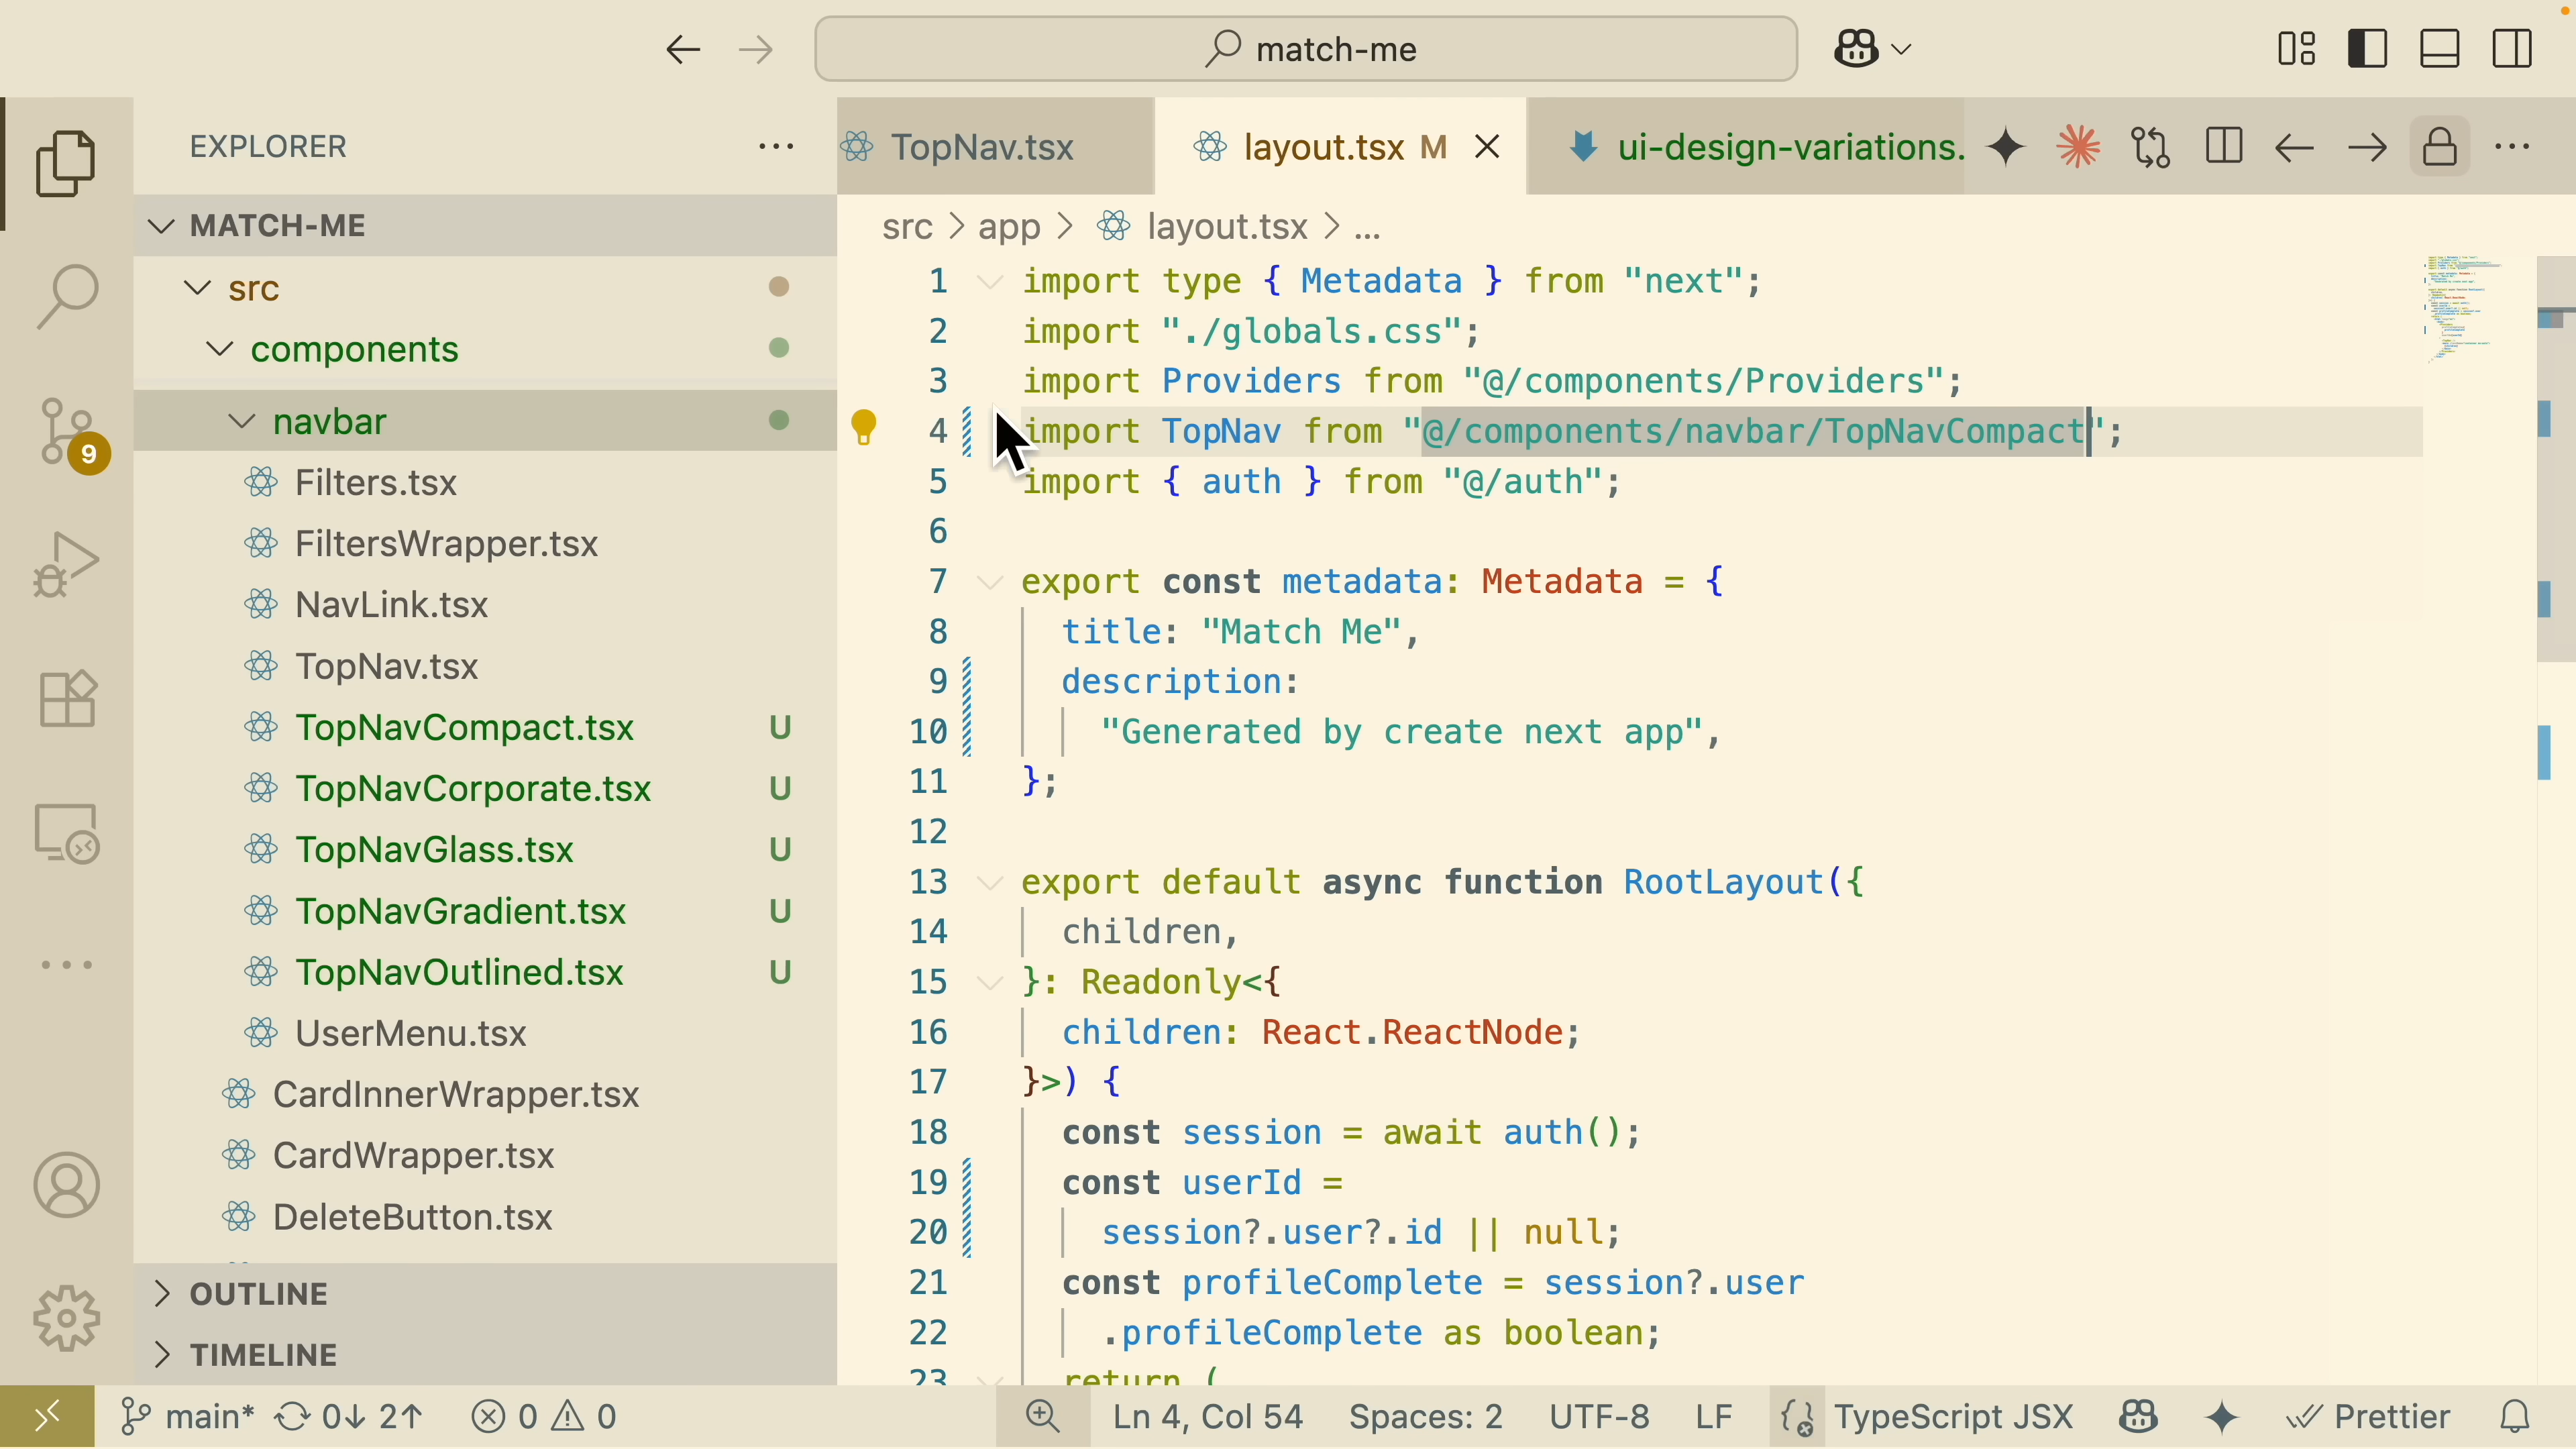 match-me
EXPLORER
MATCH-ME
src
components
navbar
Filters.tsx
FiltersWrapper.tsx
NavLink.tsx
TopNav.tsx
TopNavCompact.tsx U
TopNavCorporate.tsx U
TopNavGlass.tsx U
TopNavGradient.tsx U
TopNavOutlined.tsx U
UserMenu.tsx
CardInnerWrapper.tsx
CardWrapper.tsx
DeleteButton.tsx
OUTLINE
TIMELINE
9
TopNav.tsx
layout.tsx M
ui-design-variations.
src > app > layout.tsx > ...
1 import type { Metadata } from "next";
2 import "./globals.css";
3 import Providers from "@/components/Providers";
4 import TopNav from "@/components/navbar/TopNavCompact";
5 import { auth } from "@/auth";
6
7 export const metadata: Metadata = {
8 title: "Match Me",
9 description:
10 "Generated by create next app",
11 };
12
13 export default async function RootLayout({
14 children,
15 }: Readonly<{
16 children: React.ReactNode;
17 }>) {
18 const session = await auth();
19 const userId =
20 session?.user?.id || null;
21 const profileComplete = session?.user
22 .profileComplete as boolean;
23 return (
main* 0↓ 2↑ 0 0
Ln 4, Col 54 Spaces: 2 UTF-8 LF TypeScript JSX Prettier